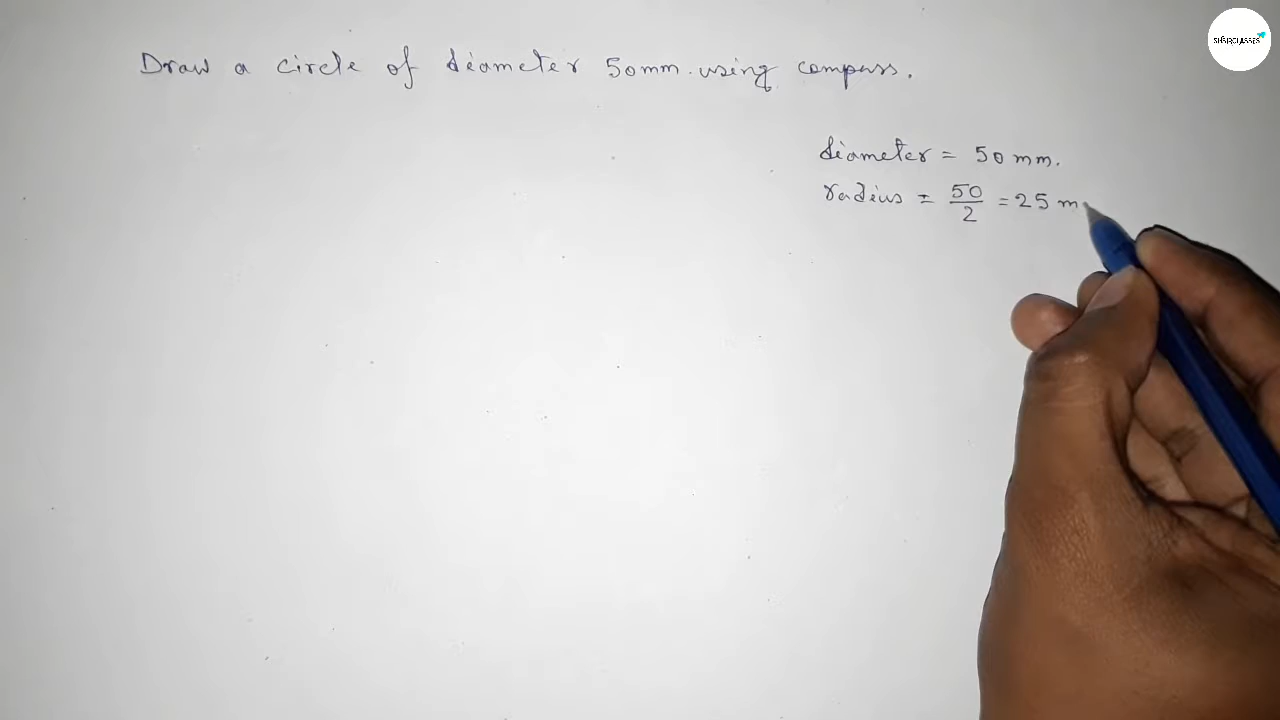 Draw a circle of diameter 50mm. using compass.
diameter = 50 mm.
radius = 50/2 = 25 m